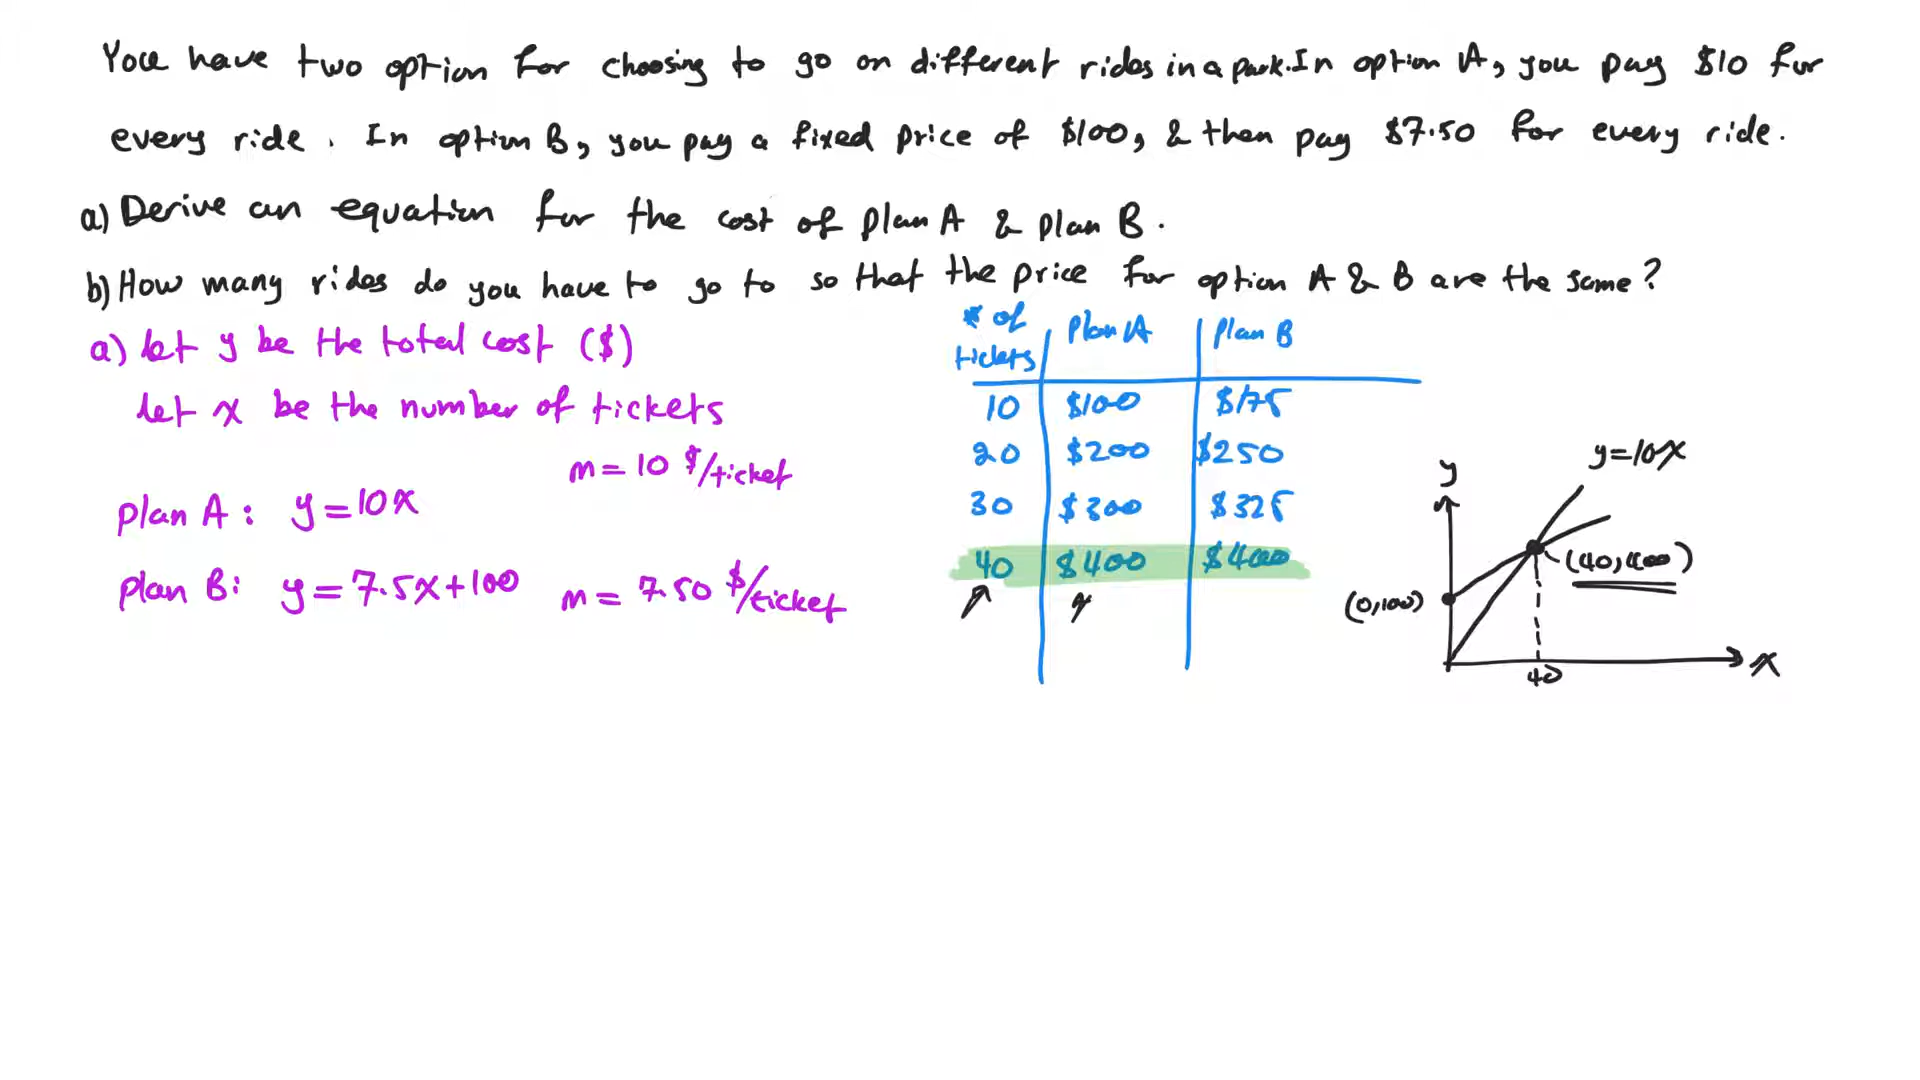 You have two option for choosing to go on different rides in a park. In option A, you pay $10 for
every ride. In option B, you pay a fixed price of $100, & then pay $7.50 for every ride.
a) Derive an equation for the cost of plan A & plan B.
b) How many rides do you have to go to so that the price for option A & B are the same?
a) let y be the total cost ($)
let x be the number of tickets
m = 10 $/ticket
plan A: y = 10x
plan B: y = 7.5x+100 m = 7.50 $/ticket
# of tickets plan A plan B
10 $100 $175
20 $200 $250
30 $300 $325
40 $400 $400
y
y=10x
(40,400)
(0,100)
40
x